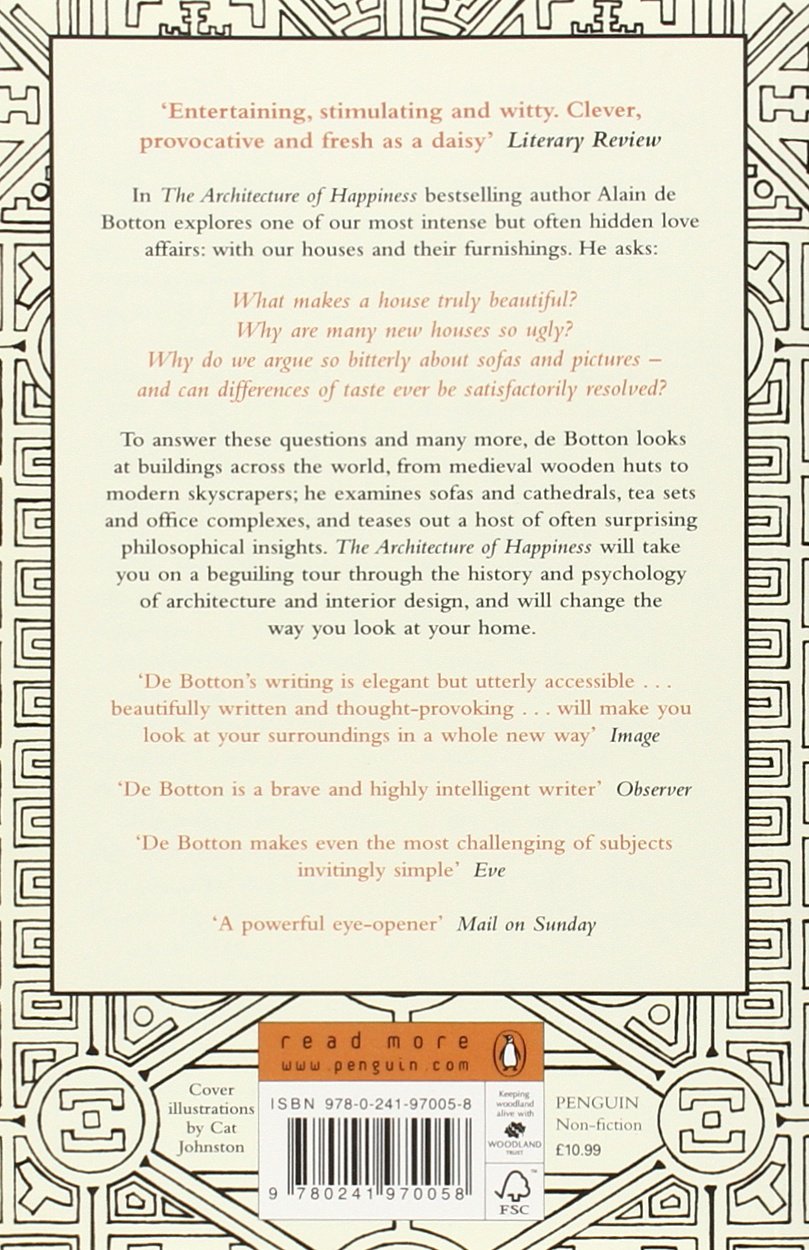 ‘Entertaining, stimulating and witty. Clever,
provocative and fresh as a daisy’ Literary Review
In The Architecture of Happiness bestselling author Alain de
Botton explores one of our most intense but often hidden love
affairs: with our houses and their furnishings. He asks:
What makes a house truly beautiful?
Why are many new houses so ugly?
Why do we argue so bitterly about sofas and pictures –
and can differences of taste ever be satisfactorily resolved?
To answer these questions and many more, de Botton looks
at buildings across the world, from medieval wooden huts to
modern skyscrapers; he examines sofas and cathedrals, tea sets
and office complexes, and teases out a host of often surprising
philosophical insights. The Architecture of Happiness will take
you on a beguiling tour through the history and psychology
of architecture and interior design, and will change the
way you look at your home.
‘De Botton’s writing is elegant but utterly accessible . . .
beautifully written and thought-provoking . . . will make you
look at your surroundings in a whole new way’ Image
‘De Botton is a brave and highly intelligent writer’ Observer
‘De Botton makes even the most challenging of subjects
invitingly simple’ Eve
‘A powerful eye-opener’ Mail on Sunday
read more
www.penguin.com
Cover
illustrations
by Cat
Johnston
ISBN 978-0-241-97005-8
9 780241 970058
Keeping
woodland
alive with
WOODLAND
TRUST
FSC
™
PENGUIN
Non-fiction
£10.99